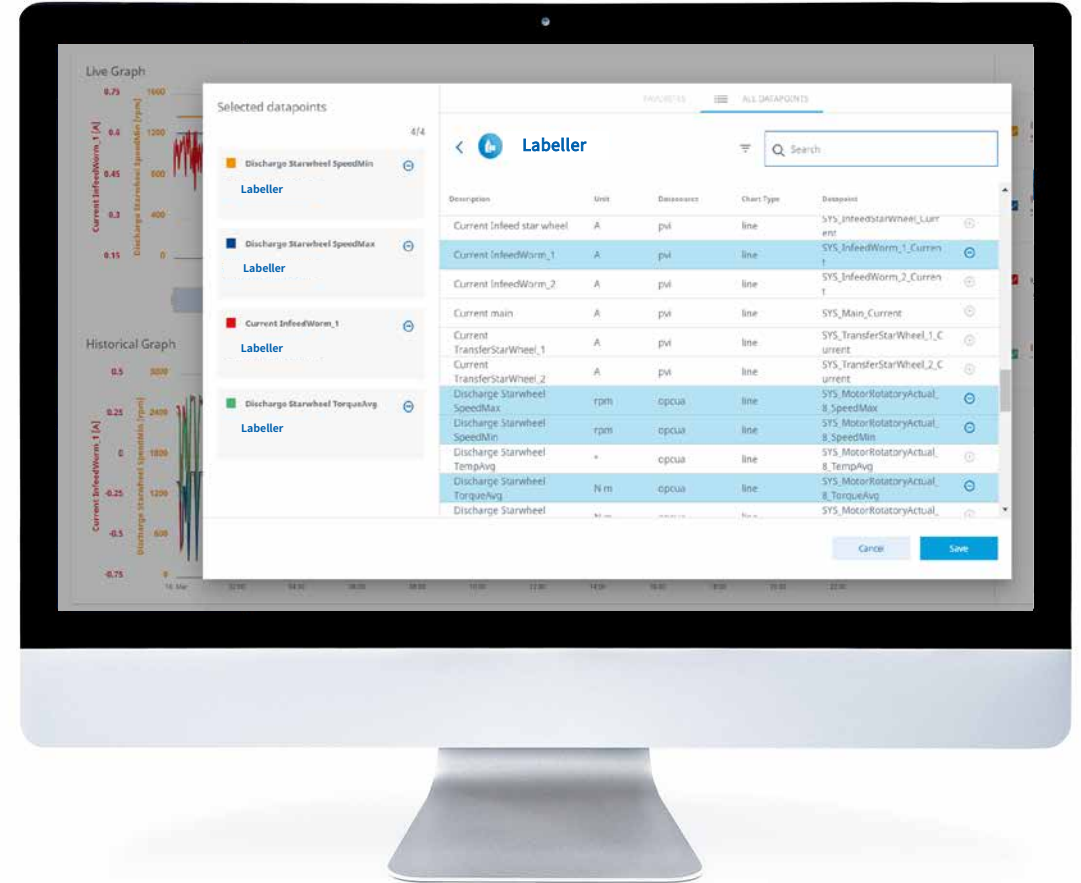 Live Graph
0.75 1600
0.6 1200
0.45 800
0.3 400
0.15 0
Current InfeedWorm_1 [A]
Discharge Starwheel SpeedMin [rpm]
Historical Graph
0.5 3000
0.25 2400
0 1800
-0.25 1200
-0.5 600
-0.75 0
Current InfeedWorm_1 [A]
Discharge Starwheel SpeedMin [rpm]
Selected datapoints
4/4
Discharge Starwheel SpeedMin
Labeller
Discharge Starwheel SpeedMax
Labeller
Current InfeedWorm_1
Labeller
Discharge Starwheel TorqueAvg
Labeller
FAVORITES ALL DATAPOINTS
Labeller
Search
Description Unit Datasource Chart Type Datapoint
Current Infeed star wheel A pvi line SYS_InfeedStarWheel_Curr
ent
Current InfeedWorm_1 A pvi line SYS_InfeedWorm_1_Curren
t
Current InfeedWorm_2 A pvi line SYS_InfeedWorm_2_Curren
t
Current main A pvi line SYS_Main_Current
Current
TransferStarWheel_1 A pvi line SYS_TransferStarWheel_1_C
urrent
Current
TransferStarWheel_2 A pvi line SYS_TransferStarWheel_2_C
urrent
Discharge Starwheel
SpeedMax rpm opcua line SYS_MotorRotatoryActual_
8_SpeedMax
Discharge Starwheel
SpeedMin rpm opcua line SYS_MotorRotatoryActual_
8_SpeedMin
Discharge Starwheel
TempAvg ° opcua line SYS_MotorRotatoryActual_
8_TempAvg
Discharge Starwheel
TorqueAvg N m opcua line SYS_MotorRotatoryActual_
8_TorqueAvg
Discharge Starwheel SYS_MotorRotatoryActual_
Cancel Save